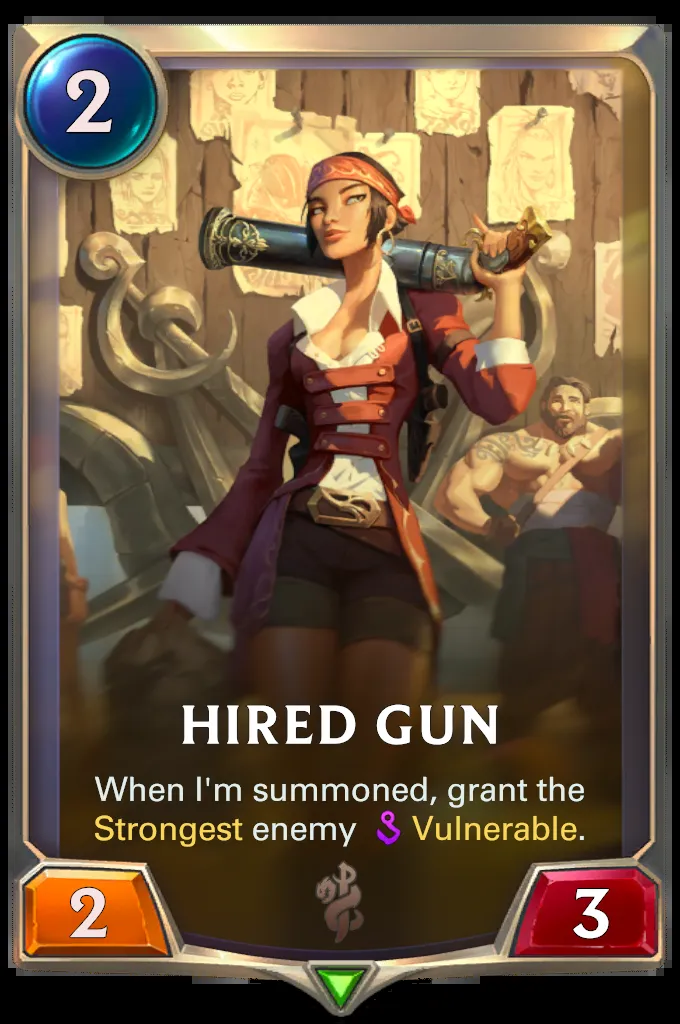 2
HIRED GUN
When I'm summoned, grant the
Strongest enemy Vulnerable.
2
3